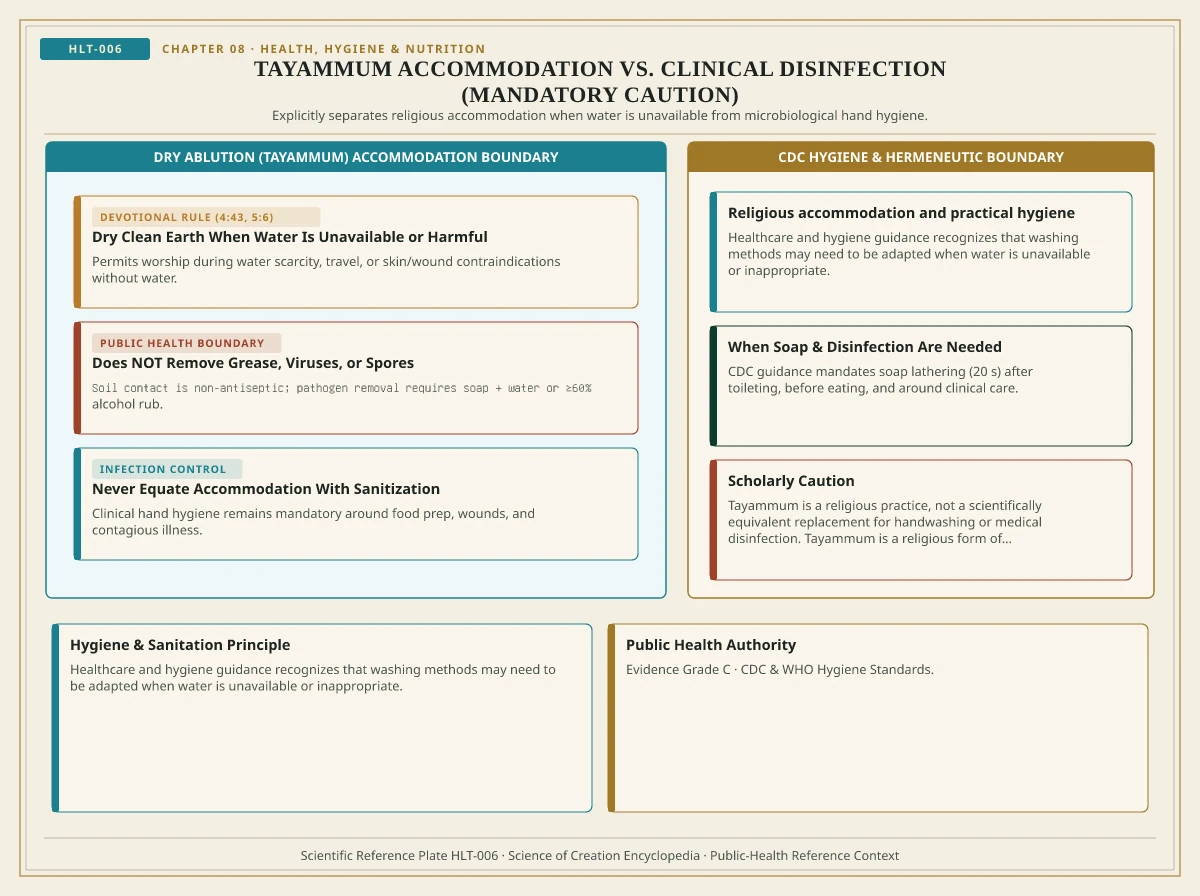 HLT-006
CHAPTER 08 · HEALTH, HYGIENE & NUTRITION
TAYAMMUM ACCOMMODATION VS. CLINICAL DISINFECTION
(MANDATORY CAUTION)
Explicitly separates religious accommodation when water is unavailable from microbiological hand hygiene.
DRY ABLUTION (TAYAMMUM) ACCOMMODATION BOUNDARY
DEVOTIONAL RULE (4:43, 5:6)
Dry Clean Earth When Water Is Unavailable or Harmful
Permits worship during water scarcity, travel, or skin/wound contraindications
without water.
PUBLIC HEALTH BOUNDARY
Does NOT Remove Grease, Viruses, or Spores
Soil contact is non-antiseptic; pathogen removal requires soap + water or ≥60%
alcohol rub.
INFECTION CONTROL
Never Equate Accommodation With Sanitization
Clinical hand hygiene remains mandatory around food prep, wounds, and
contagious illness.
CDC HYGIENE & HERMENEUTIC BOUNDARY
Religious accommodation and practical hygiene
Healthcare and hygiene guidance recognizes that washing
methods may need to be adapted when water is unavailable
or inappropriate.
When Soap & Disinfection Are Needed
CDC guidance mandates soap lathering (20 s) after
toileting, before eating, and around clinical care.
Scholarly Caution
Tayammum is a religious practice, not a scientifically
equivalent replacement for handwashing or medical
disinfection. Tayammum is a religious form of...
Hygiene & Sanitation Principle
Healthcare and hygiene guidance recognizes that washing methods may need to
be adapted when water is unavailable or inappropriate.
Public Health Authority
Evidence Grade C · CDC & WHO Hygiene Standards.
Scientific Reference Plate HLT-006 · Science of Creation Encyclopedia · Public-Health Reference Context